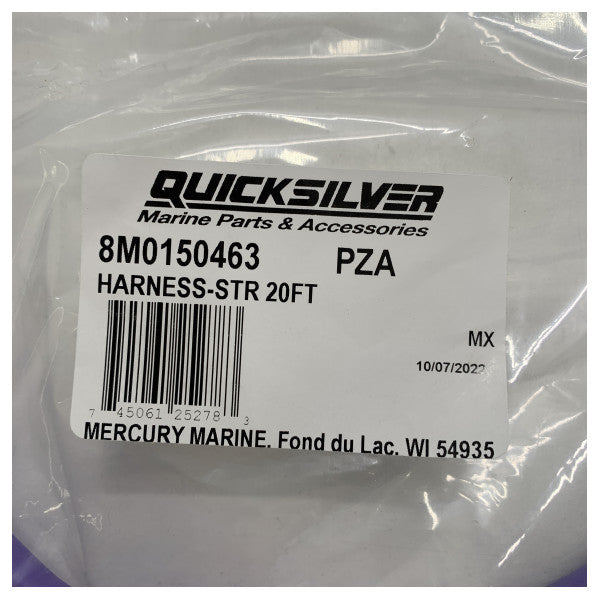 QUICKSILVER
Marine Parts & Accessories
8M0150463 PZA
HARNESS-STR 20FT
MX
10/07/2022
7 45061 25278 3
MERCURY MARINE, Fond du Lac, WI 54935